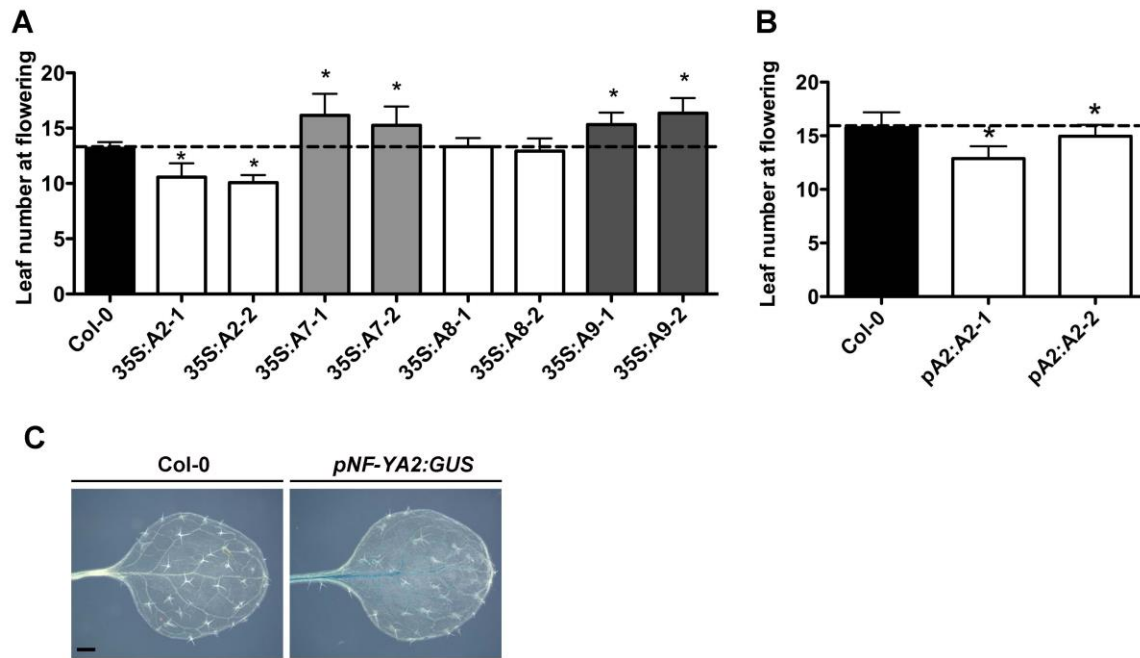 A
Leaf number at flowering
20
15
10
5
0
*
*
*
*
*
*
Col-0
35S:A2-1
35S:A2-2
35S:A7-1
35S:A7-2
35S:A8-1
35S:A8-2
35S:A9-1
35S:A9-2
B
Leaf number at flowering
20
15
10
5
0
*
*
Col-0
pA2:A2-1
pA2:A2-2
C
Col-0
pNF-YA2:GUS